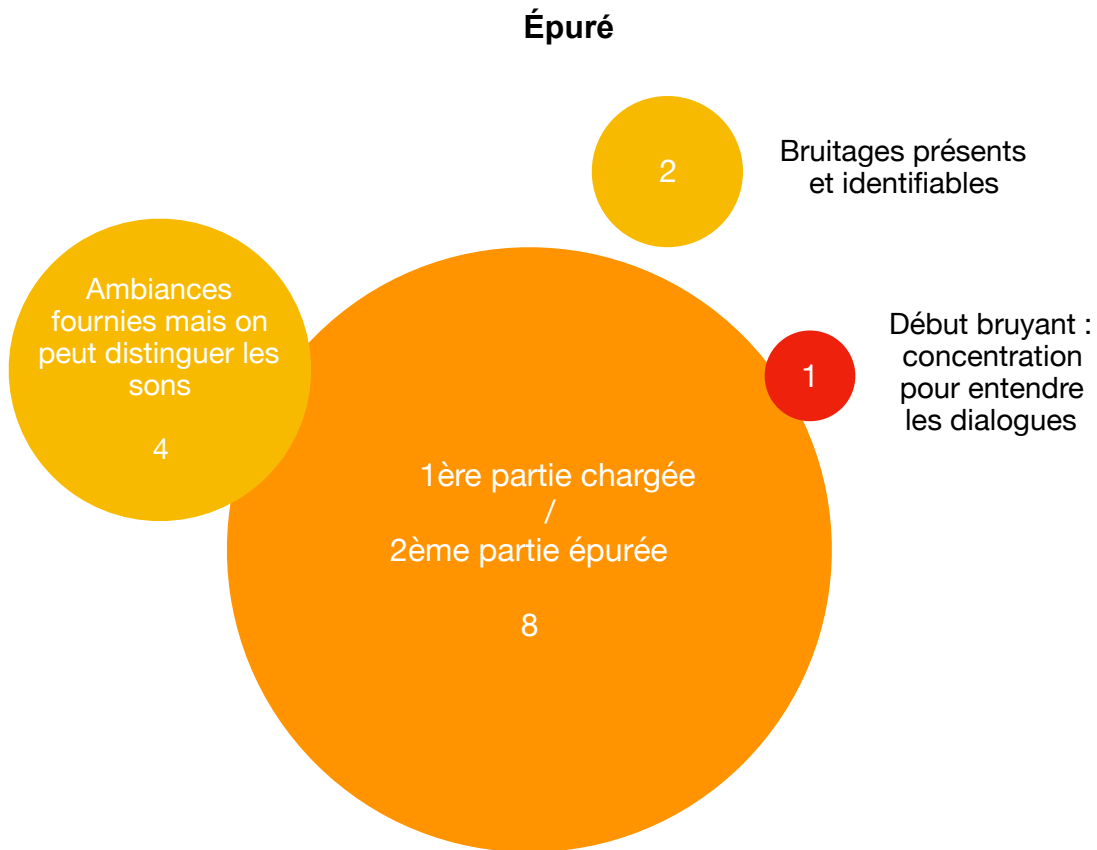 Épuré
2
Bruitages présents
et identifiables
Ambiances
fournies mais on
peut distinguer les
sons
4
1
Début bruyant :
concentration
pour entendre
les dialogues
1ère partie chargée
/
2ème partie épurée
8